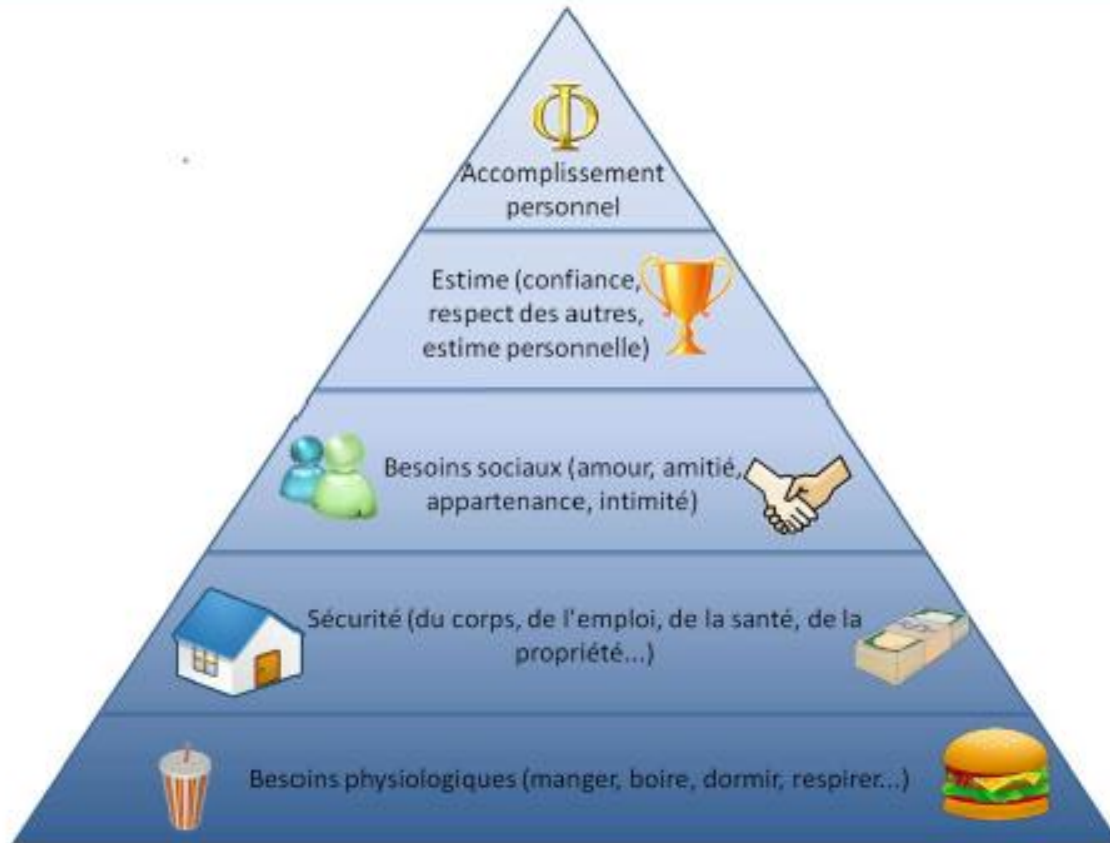 Φ
Accomplissement
personnel
Estime (confiance,
respect des autres,
estime personnelle)
Besoins sociaux (amour, amitié,
appartenance, intimité)
Sécurité (du corps, de l'emploi, de la santé, de la
propriété...)
Besoins physiologiques (manger, boire, dormir, respirer...)